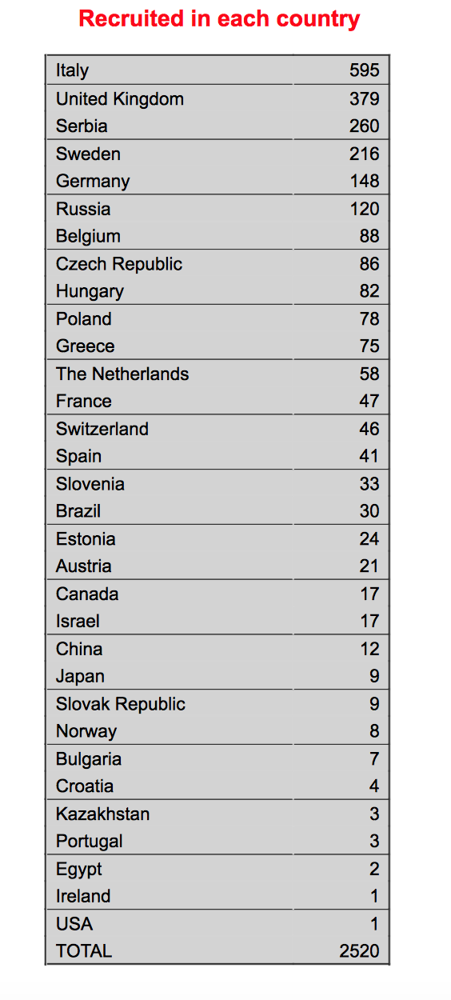 Recruited in each country
Italy 595
United Kingdom 379
Serbia 260
Sweden 216
Germany 148
Russia 120
Belgium 88
Czech Republic 86
Hungary 82
Poland 78
Greece 75
The Netherlands 58
France 47
Switzerland 46
Spain 41
Slovenia 33
Brazil 30
Estonia 24
Austria 21
Canada 17
Israel 17
China 12
Japan 9
Slovak Republic 9
Norway 8
Bulgaria 7
Croatia 4
Kazakhstan 3
Portugal 3
Egypt 2
Ireland 1
USA 1
TOTAL 2520